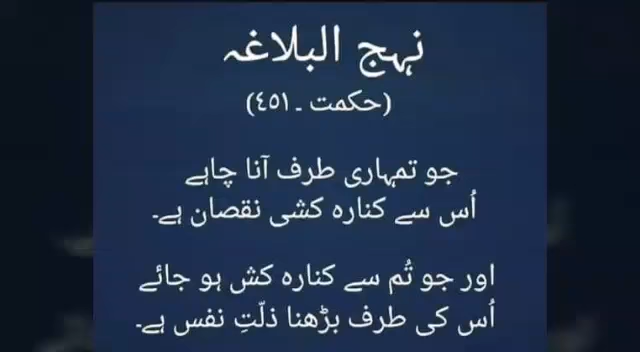 نہج البلاغہ
(حکمت ۔ ٤٥١)
جو تمہاری طرف آنا چاہے
اُس سے کنارہ کشی نقصان ہے۔
اور جو تُم سے کنارہ کش ہو جائے
اُس کی طرف بڑھنا ذلّتِ نفس ہے۔